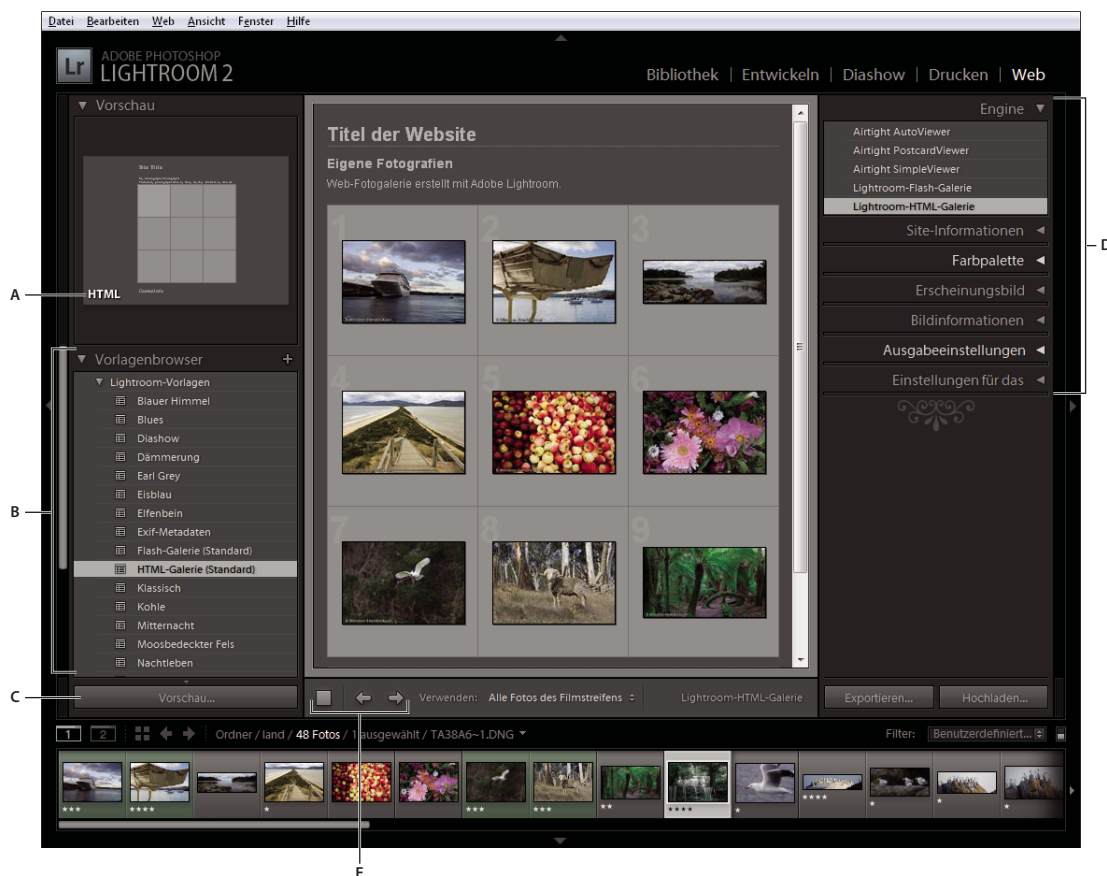 Datei Bearbeiten Web Ansicht Fenster Hilfe
Lr ADOBE PHOTOSHOP
LIGHTROOM 2
Bibliothek | Entwickeln | Diashow | Drucken | Web
Vorschau
Site Title
HTML
A
Vorlagenbrowser +
Lightroom-Vorlagen
Blauer Himmel
Blues
Diashow
Dämmerung
Earl Grey
Eisblau
Elfenbein
Exif-Metadaten
Flash-Galerie (Standard)
HTML-Galerie (Standard)
Klassisch
Kohle
Mitternacht
Moosbedeckter Fels
Nachtleben
B
C
Vorschau...
Titel der Website
Eigene Fotografien
Web-Fotogalerie erstellt mit Adobe Lightroom.
1 2 3
4 5 6
7 8 9
Verwenden: Alle Fotos des Filmstreifens
Lightroom-HTML-Galerie
Engine
Airtight AutoViewer
Airtight PostcardViewer
Airtight SimpleViewer
Lightroom-Flash-Galerie
Lightroom-HTML-Galerie
Site-Informationen
Farbpalette
Erscheinungsbild
Bildinformationen
Ausgabeeinstellungen
Einstellungen für das
D
Exportieren... Hochladen...
1 2 Ordner / land / 48 Fotos / 1 ausgewählt / TA38A6~1.DNG
Filter: Benutzerdefiniert...